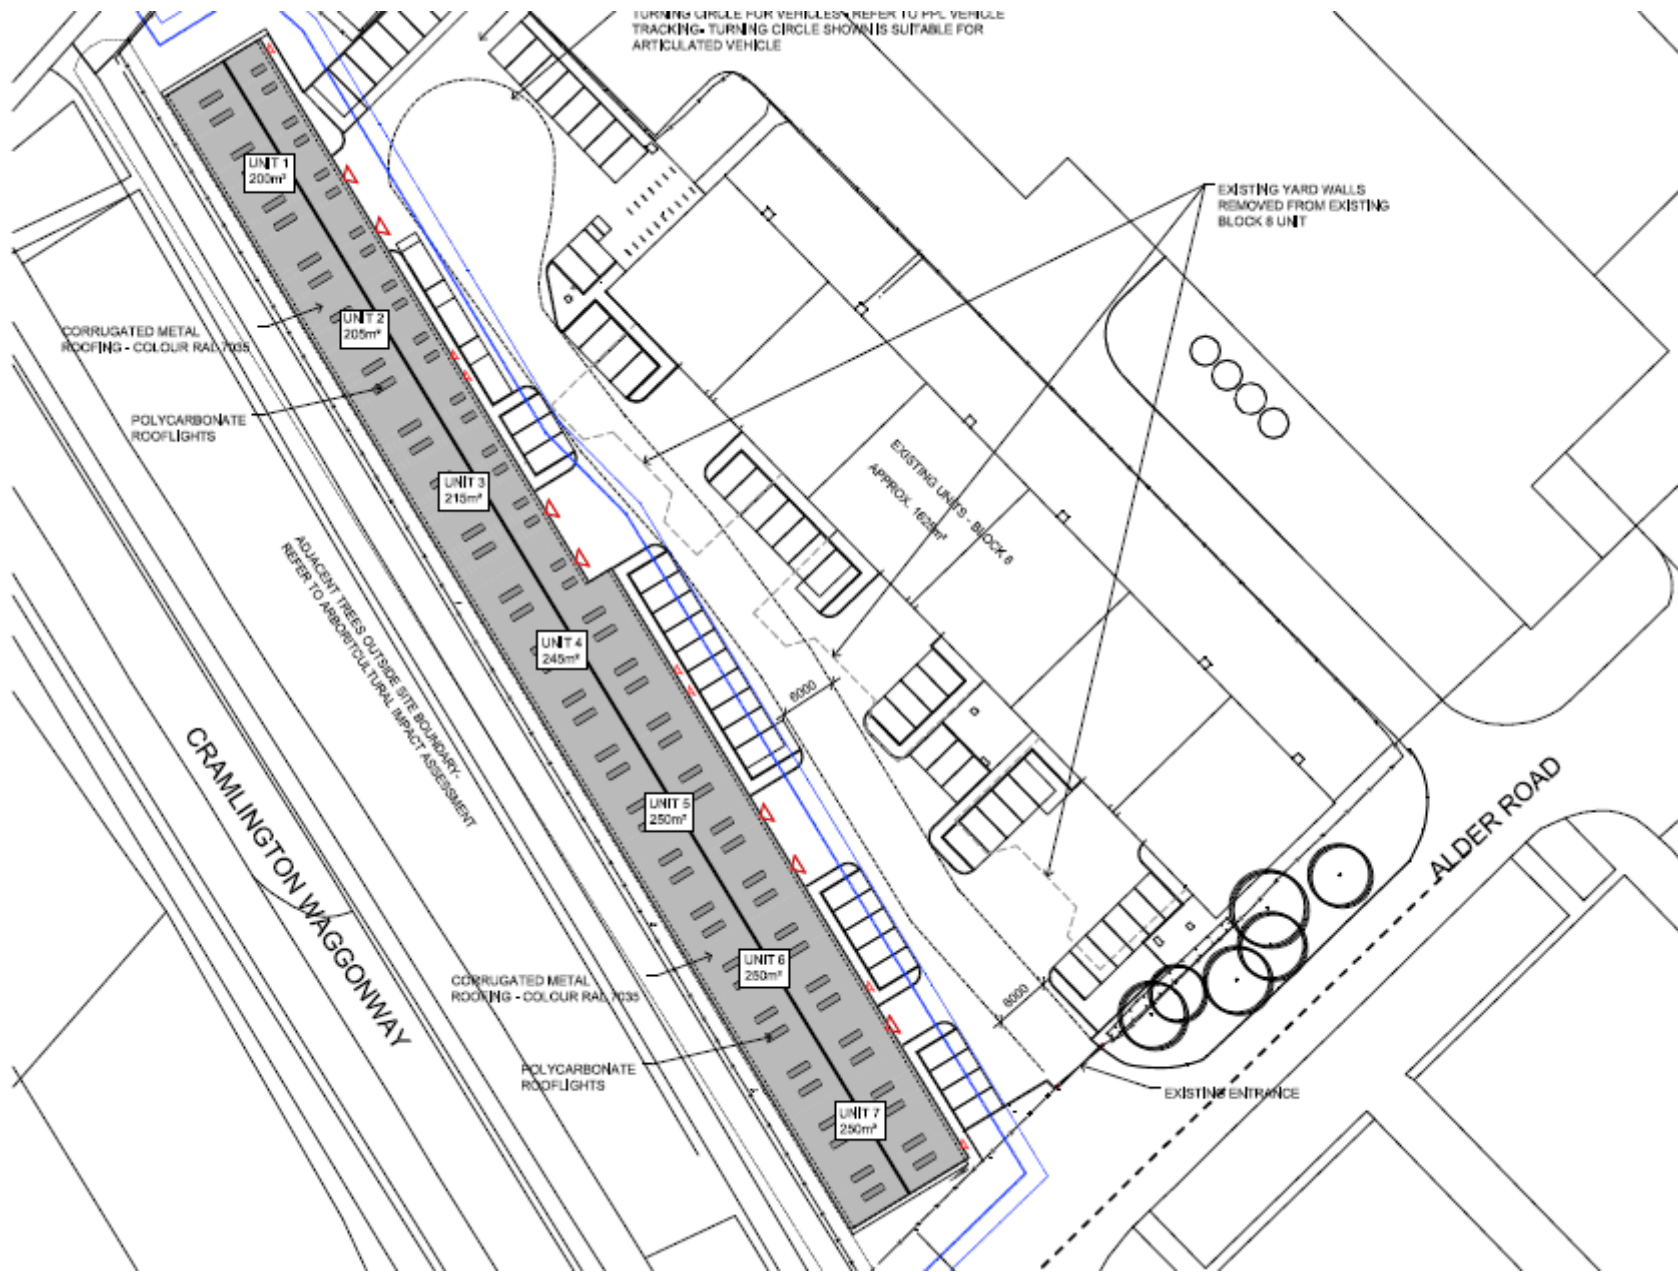 TURNING CIRCLE FOR VEHICLES - REFER TO PPL VEHICLE
TRACKING- TURNING CIRCLE SHOWN IS SUITABLE FOR
ARTICULATED VEHICLE
UNIT 1
200m²
EXISTING YARD WALLS
REMOVED FROM EXISTING
BLOCK 8 UNIT
CORRUGATED METAL
ROOFING - COLOUR RAL 7035
UNIT 2
205m²
POLYCARBONATE
ROOFLIGHTS
UNIT 3
215m²
EXISTING UNITS - BLOCK 8
APPROX. 1625m²
ADJACENT TREES OUTSIDE SITE BOUNDARY-
REFER TO ARBORITCULTURAL IMPACT ASSESSMENT
UNIT 4
245m²
6000
CRAMLINGTON WAGGONWAY
UNIT 5
250m²
ALDER ROAD
UNIT 6
250m²
CORRUGATED METAL
ROOFING - COLOUR RAL 7035
6000
POLYCARBONATE
ROOFLIGHTS
EXISTING ENTRANCE
UNIT 7
250m²